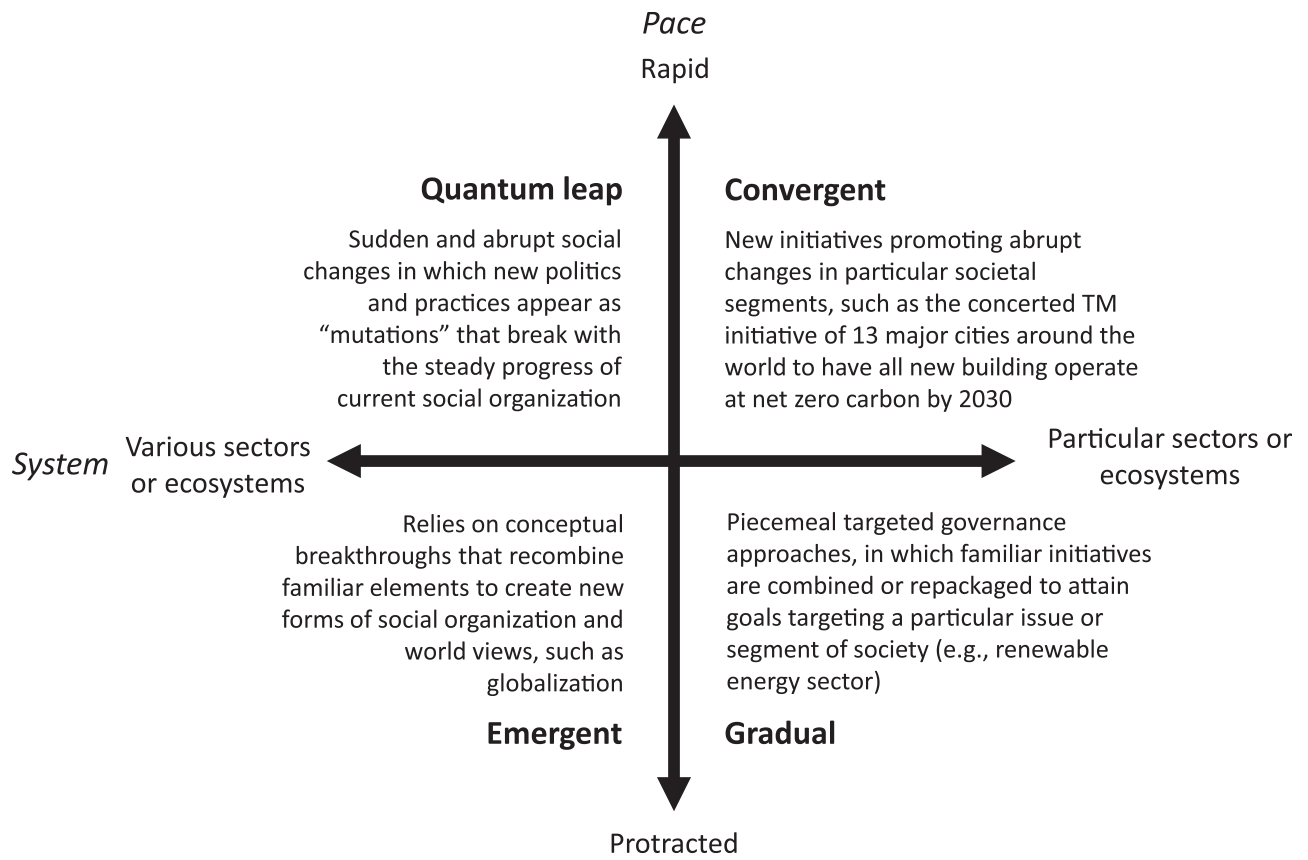 Pace
Rapid
Quantum leap
Sudden and abrupt social
changes in which new politics
and practices appear as
“mutations” that break with
the steady progress of
current social organization
Convergent
New initiatives promoting abrupt
changes in particular societal
segments, such as the concerted TM
initiative of 13 major cities around the
world to have all new building operate
at net zero carbon by 2030
System
Various sectors
or ecosystems
Particular sectors or
ecosystems
Relies on conceptual
breakthroughs that recombine
familiar elements to create new
forms of social organization and
world views, such as
globalization
Emergent
Piecemeal targeted governance
approaches, in which familiar initiatives
are combined or repackaged to attain
goals targeting a particular issue or
segment of society (e.g., renewable
energy sector)
Gradual
Protracted